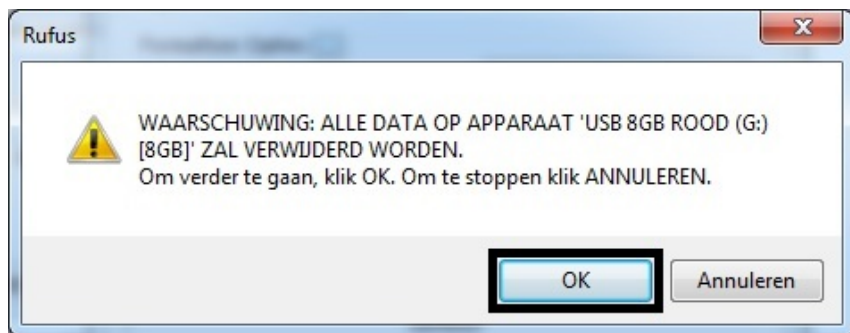 Rufus
WAARSCHUWING: ALLE DATA OP APPARAAT 'USB 8GB ROOD (G:)
[8GB]' ZAL VERWIJDERD WORDEN.
Om verder te gaan, klik OK. Om te stoppen klik ANNULEREN.
OK Annuleren